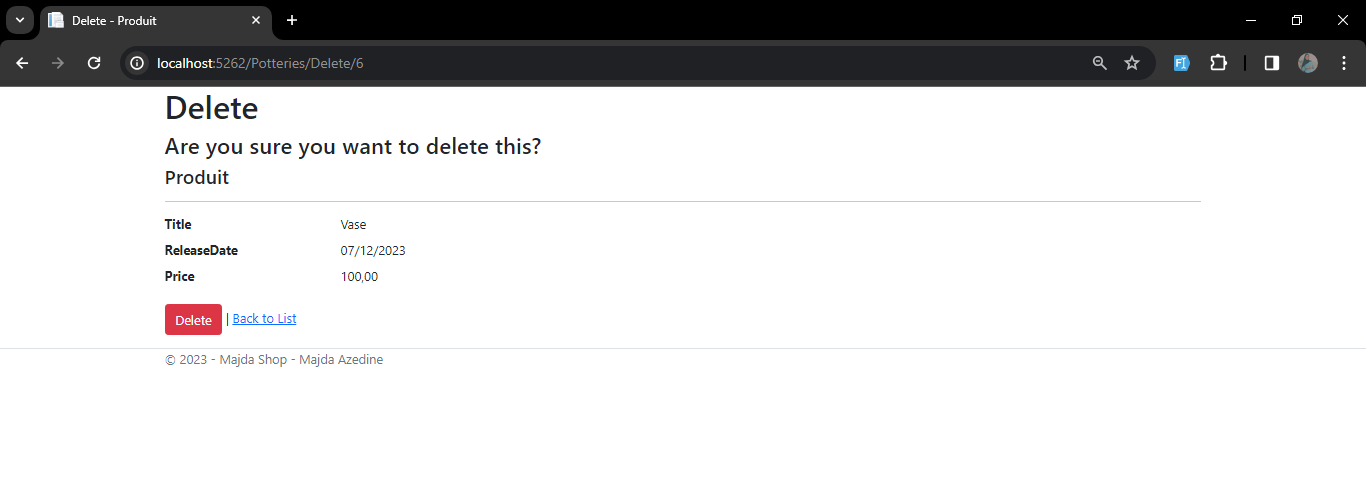 Delete - Produit
localhost:5262/Potteries/Delete/6
Delete
Are you sure you want to delete this?
Produit
Title Vase
ReleaseDate 07/12/2023
Price 100,00
Delete | Back to List
© 2023 - Majda Shop - Majda Azedine